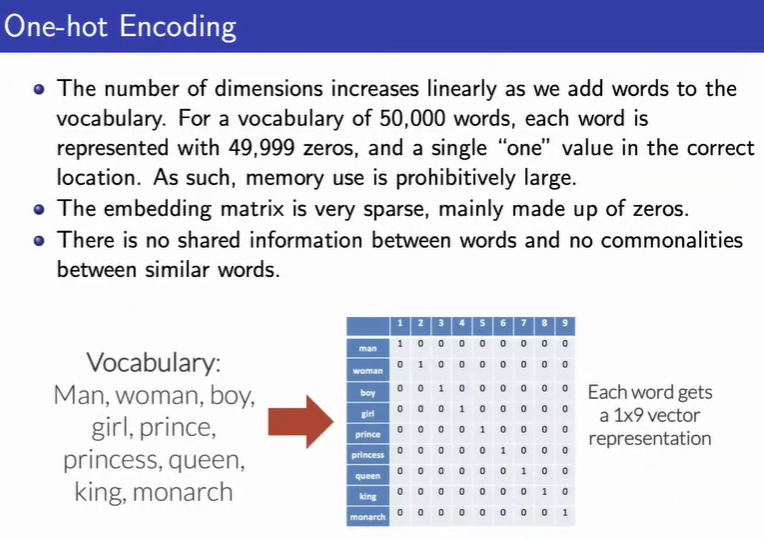 One-hot Encoding
The number of dimensions increases linearly as we add words to the
vocabulary. For a vocabulary of 50,000 words, each word is
represented with 49,999 zeros, and a single “one” value in the correct
location. As such, memory use is prohibitively large.
The embedding matrix is very sparse, mainly made up of zeros.
There is no shared information between words and no commonalities
between similar words.
Vocabulary:
Man, woman, boy,
girl, prince,
princess, queen,
king, monarch
1 2 3 4 5 6 7 8 9
man 1 0 0 0 0 0 0 0 0
woman 0 1 0 0 0 0 0 0 0
boy 0 0 1 0 0 0 0 0 0
girl 0 0 0 1 0 0 0 0 0
prince 0 0 0 0 1 0 0 0 0
princess 0 0 0 0 0 1 0 0 0
queen 0 0 0 0 0 0 1 0 0
king 0 0 0 0 0 0 0 1 0
monarch 0 0 0 0 0 0 0 0 1
Each word gets
a 1x9 vector
representation